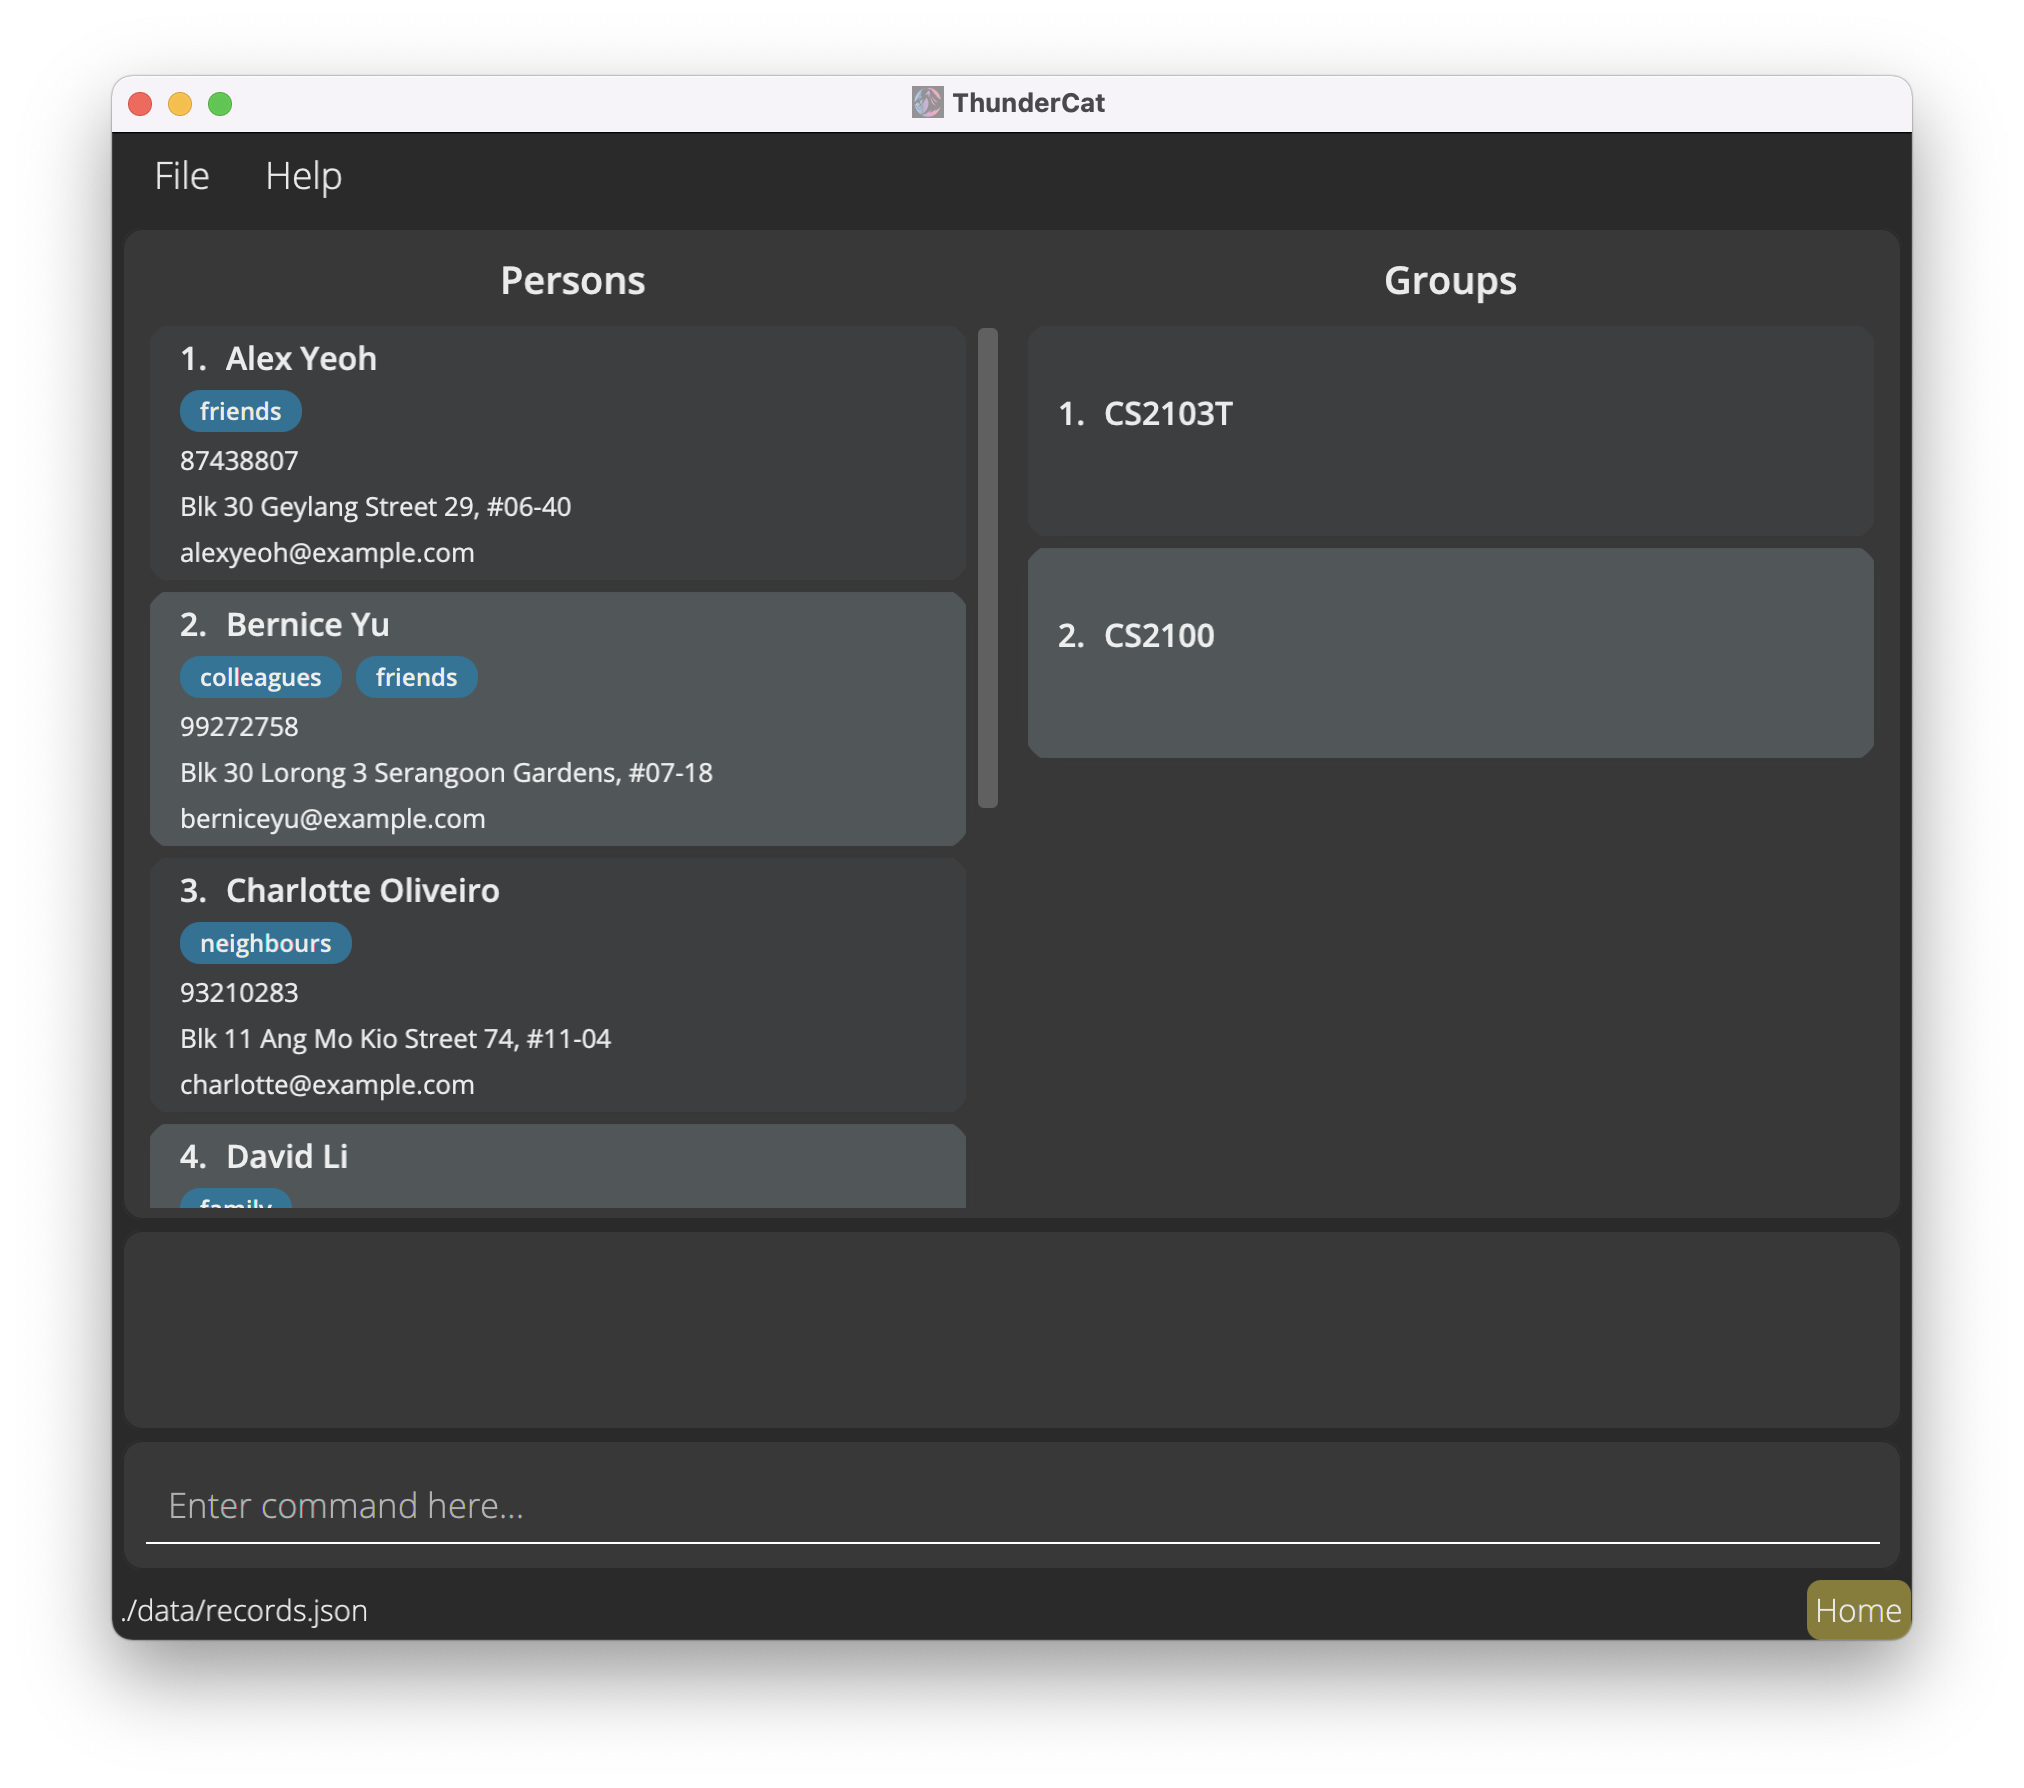 ThunderCat
File Help
Persons
1. Alex Yeoh
friends
87438807
Blk 30 Geylang Street 29, #06-40
alexyeoh@example.com
2. Bernice Yu
colleagues friends
99272758
Blk 30 Lorong 3 Serangoon Gardens, #07-18
berniceyu@example.com
3. Charlotte Oliveiro
neighbours
93210283
Blk 11 Ang Mo Kio Street 74, #11-04
charlotte@example.com
4. David Li
family
Groups
1. CS2103T
2. CS2100
Enter command here...
./data/records.json
Home